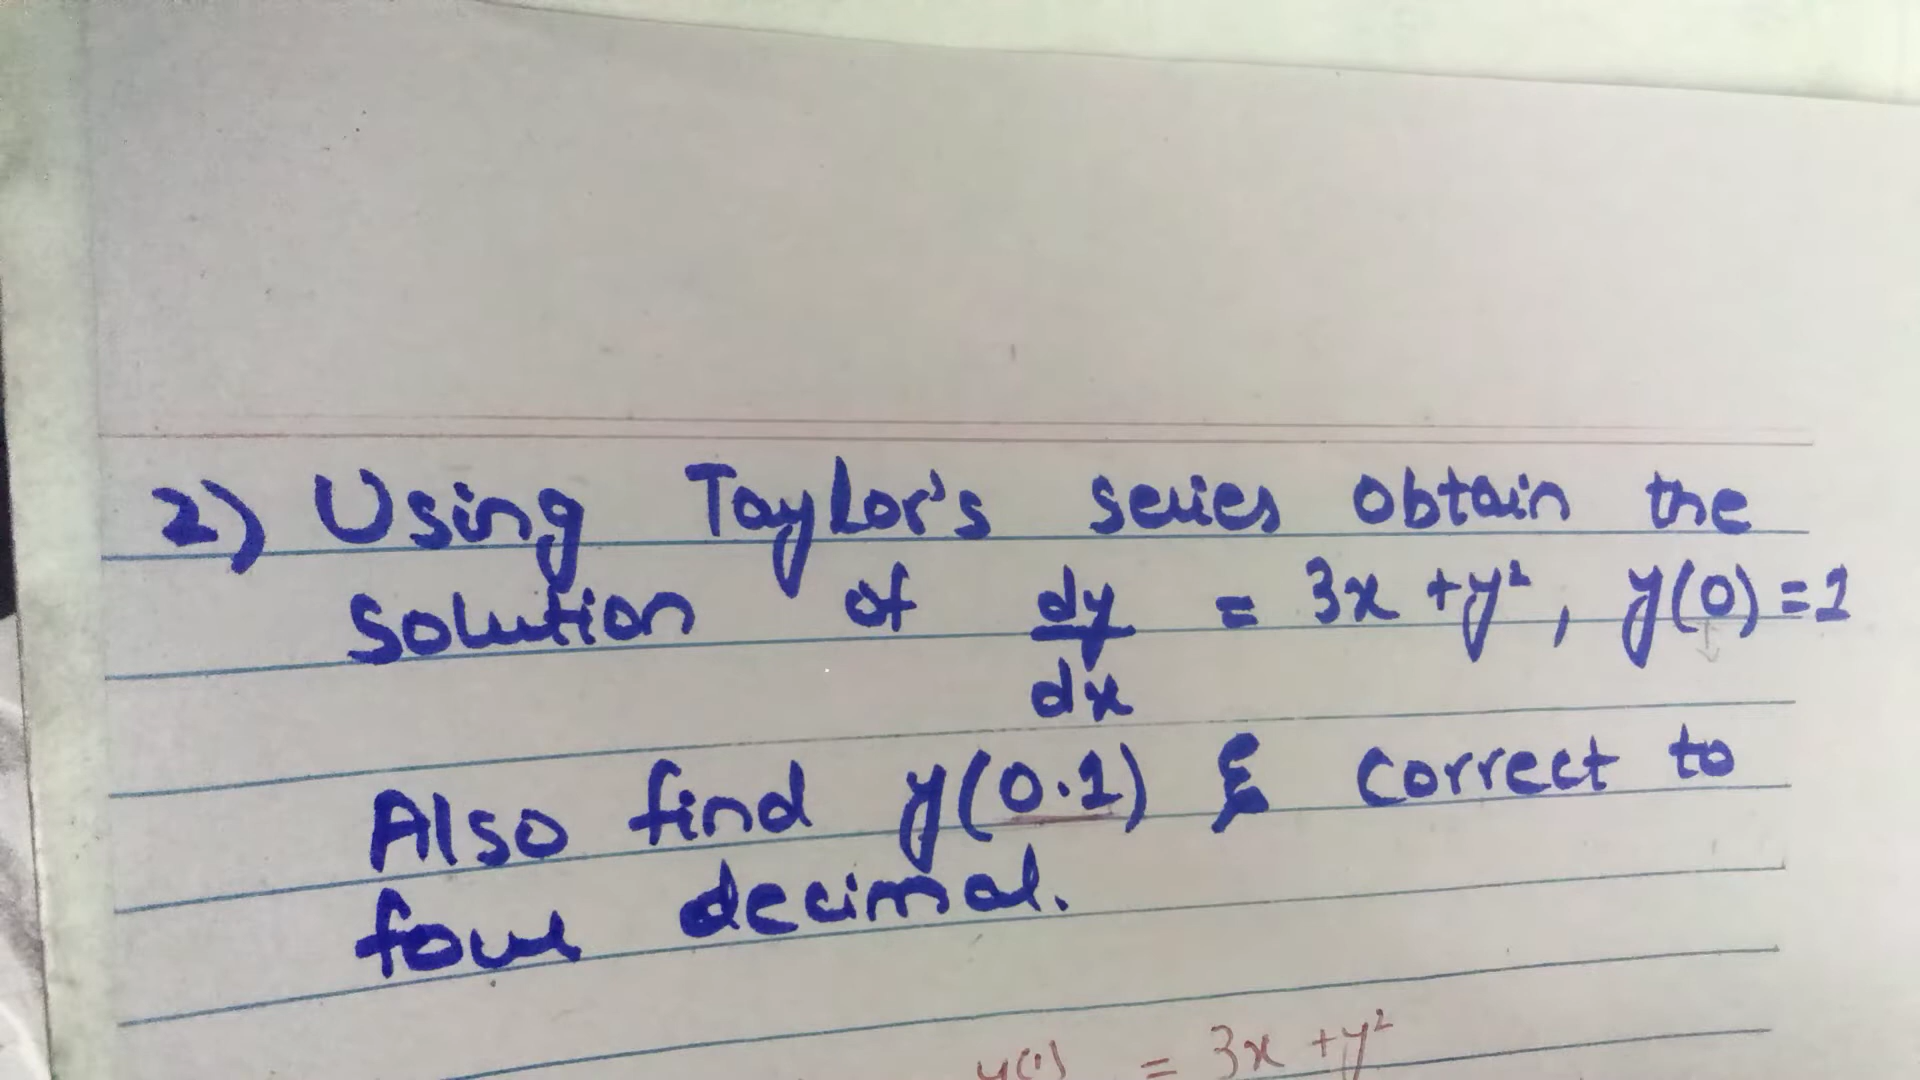 2) Using Taylor's series obtain the
solution of dy/dx = 3x + y², y(0) = 1
Also find y(0.1) & correct to
four decimal.
y(1) = 3x + y²